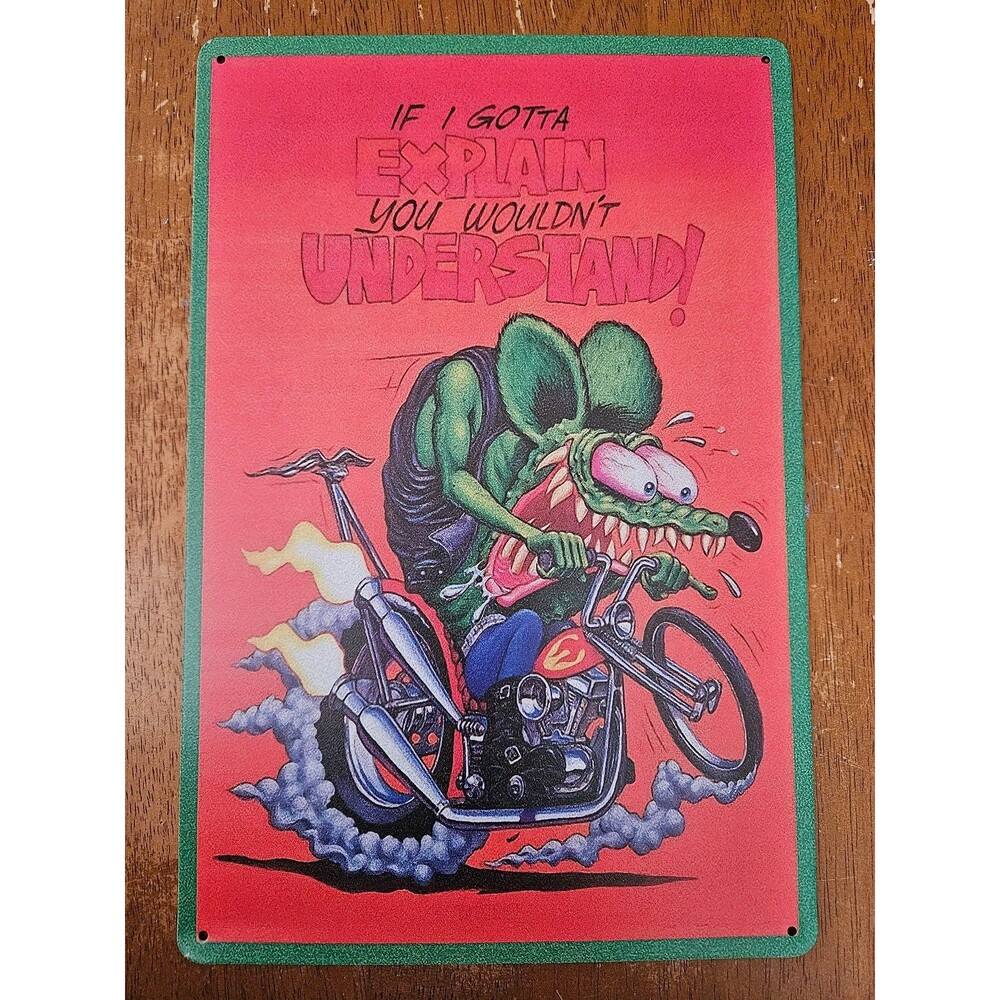 IF I GOTTA
EXPLAIN
YOU WOULDN'T
UNDERSTAND!